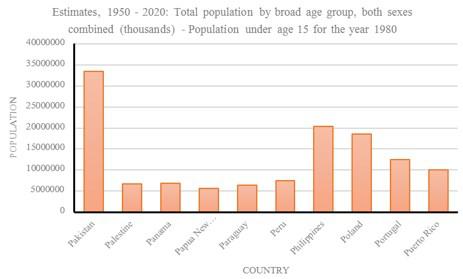 Estimates, 1950 - 2020: Total population by broad age group, both sexes
combined (thousands) - Population under age 15 for the year 1980
40000000
35000000
30000000
25000000
20000000
15000000
10000000
5000000
0
POPULATION
Pakistan
Palestine
Panama
Papua New...
Paraguay
Peru
Philippines
Poland
Portugal
Puerto Rico
COUNTRY